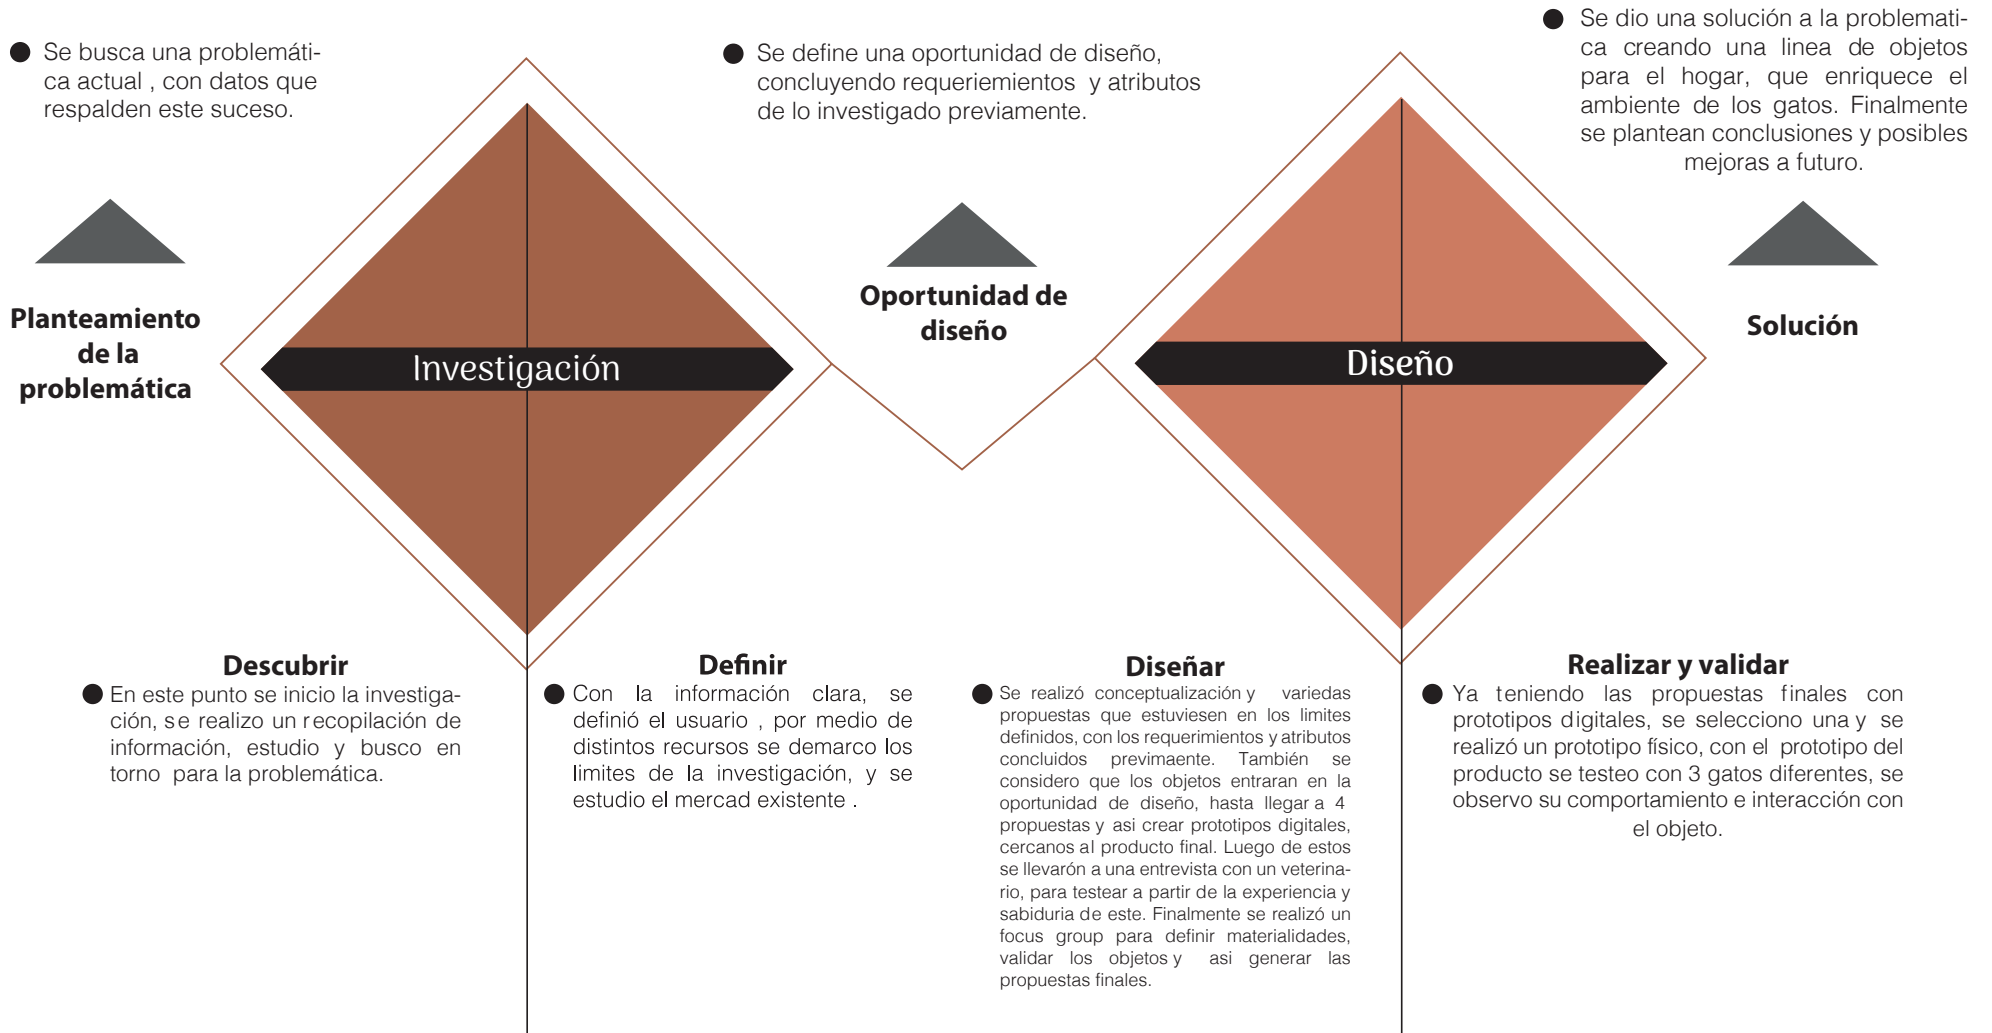 Se busca una problemáti-
ca actual , con datos que
respalden este suceso.
Planteamiento
de la
problemática
Investigación
Se define una oportunidad de diseño,
concluyendo requeriemientos y atributos
de lo investigado previamente.
Oportunidad de
diseño
Diseño
Se dio una solución a la problemati-
ca creando una linea de objetos
para el hogar, que enriquece el
ambiente de los gatos. Finalmente
se plantean conclusiones y posibles
mejoras a futuro.
Solución
Descubrir
En este punto se inicio la investiga-
ción, se realizo un recopilación de
información, estudio y busco en
torno para la problemática.
Definir
Con la información clara, se
definió el usuario , por medio de
distintos recursos se demarco los
limites de la investigación, y se
estudio el mercad existente .
Diseñar
Se realizó conceptualización y variedas
propuestas que estuviesen en los limites
definidos, con los requerimientos y atributos
concluidos previmaente. También se
considero que los objetos entraran en la
oportunidad de diseño, hasta llegar a 4
propuestas y asi crear prototipos digitales,
cercanos al producto final. Luego de estos
se llevarón a una entrevista con un veterina-
rio, para testear a partir de la experiencia y
sabiduria de este. Finalmente se realizó un
focus group para definir materialidades,
validar los objetos y asi generar las
propuestas finales.
Realizar y validar
Ya teniendo las propuestas finales con
prototipos digitales, se selecciono una y se
realizó un prototipo físico, con el prototipo del
producto se testeo con 3 gatos diferentes, se
observo su comportamiento e interacción con
el objeto.